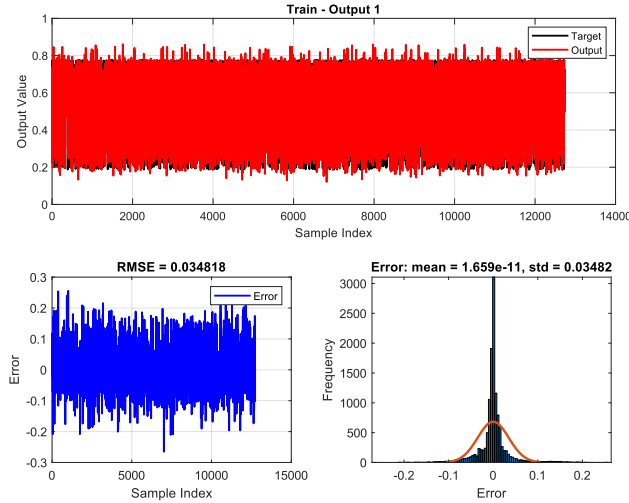 Train - Output 1
1
0.8
0.6
0.4
0.2
0
Output Value
Target
Output
0 2000 4000 6000 8000 10000 12000 14000
Sample Index
RMSE = 0.034818
0.3
0.2
0.1
0
-0.1
-0.2
-0.3
Error
Error
0 5000 10000 15000
Sample Index
Error: mean = 1.659e-11, std = 0.03482
3000
2500
2000
1500
1000
500
0
Frequency
-0.2 -0.1 0 0.1 0.2
Error